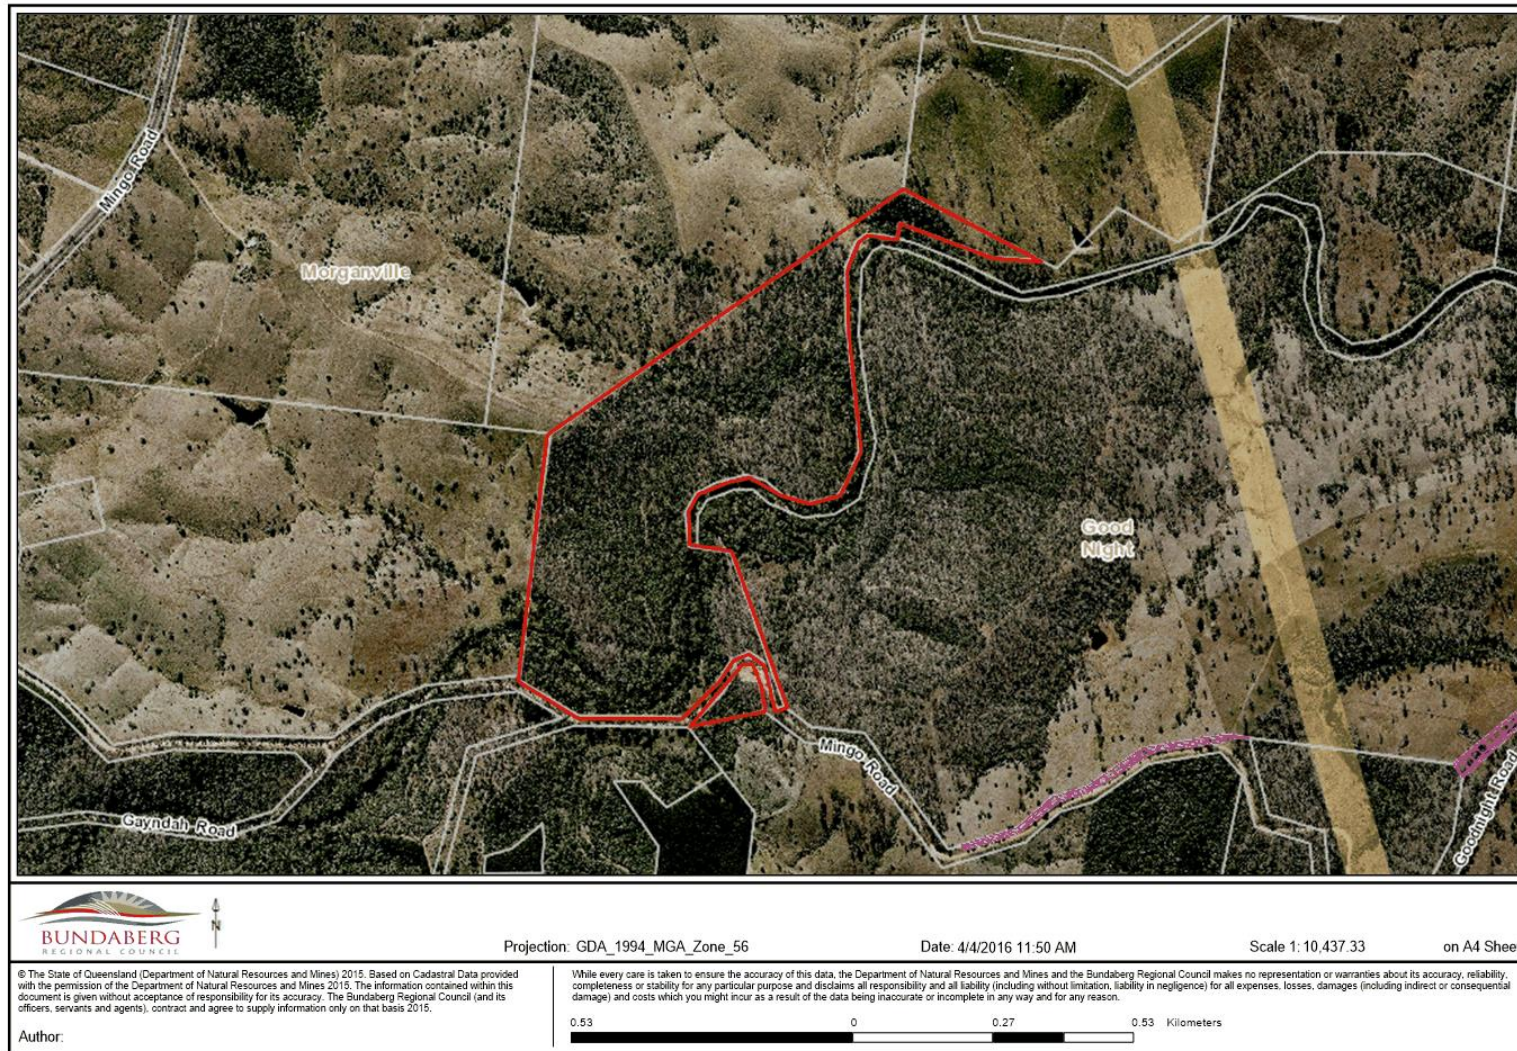 Mingo Road
Morganville
Good
Night
Mingo Road
Gayndah Road
Goodnight Road
BUNDABERG
REGIONAL COUNCIL
N
Projection: GDA_1994_MGA_Zone_56
Date: 4/4/2016 11:50 AM
Scale 1: 10,437.33
on A4 Shee
© The State of Queensland (Department of Natural Resources and Mines) 2015. Based on Cadastral Data provided
with the permission of the Department of Natural Resources and Mines 2015. The information contained within this
document is given without acceptance of responsibility for its accuracy. The Bundaberg Regional Council (and its
officers, servants and agents), contract and agree to supply information only on that basis 2015.
Author:
While every care is taken to ensure the accuracy of this data, the Department of Natural Resources and Mines and the Bundaberg Regional Council makes no representation or warranties about its accuracy, reliability,
completeness or stability for any particular purpose and disclaims all responsibility and all liability (including without limitation, liability in negligence) for all expenses, losses, damages (including indirect or consequential
damage) and costs which you might incur as a result of the data being inaccurate or incomplete in any way and for any reason.
0.53 0 0.27 0.53 Kilometers